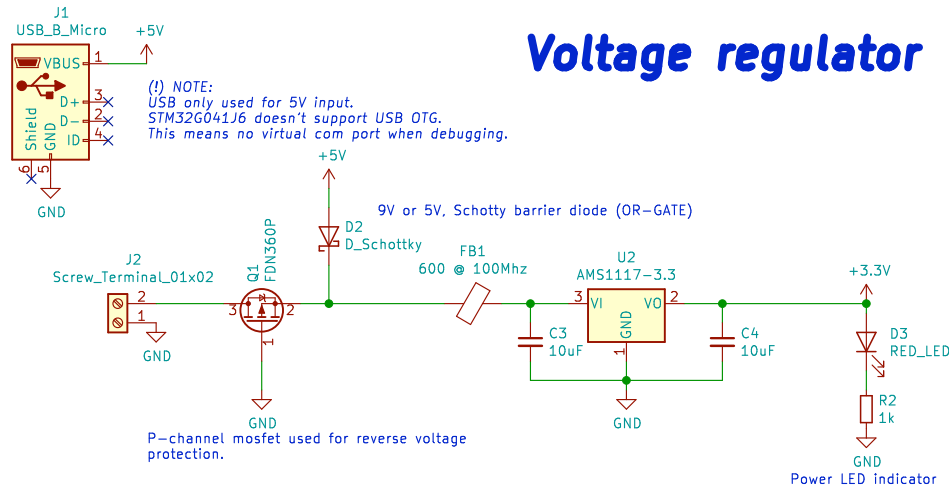 Voltage regulator
J1
USB_B_Micro
+5V
VBUS 1
D+ 3
D- 2
ID 4
Shield
GND
6
5
GND
(!) NOTE:
USB only used for 5V input.
STM32G041J6 doesn't support USB OTG.
This means no virtual com port when debugging.
+5V
D2
D_Schottky
9V or 5V, Schotty barrier diode (OR-GATE)
J2
Screw_Terminal_01x02
2
1
GND
Q1
FDN360P
3
2
1
GND
P-channel mosfet used for reverse voltage
protection.
FB1
600 @ 100Mhz
C3
10uF
U2
AMS1117-3.3
3 VI
VO 2
GND
1
GND
C4
10uF
+3.3V
D3
RED_LED
R2
1k
GND
Power LED indicator